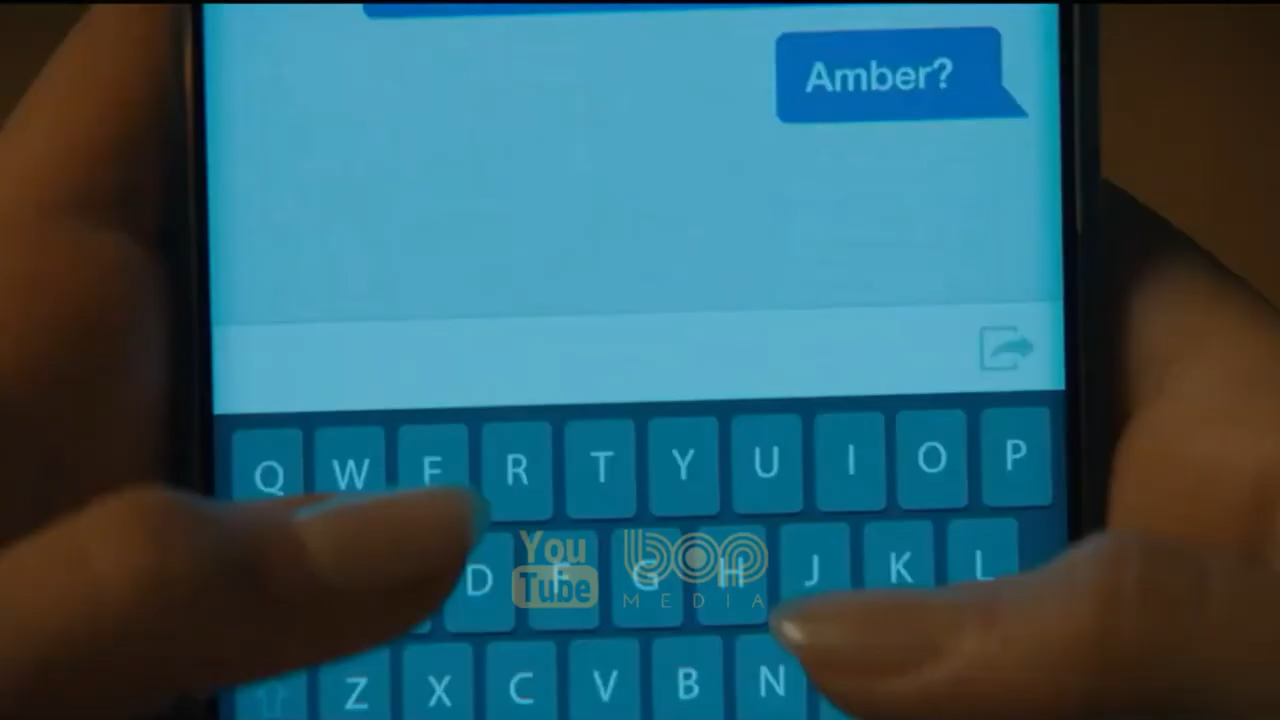 Amber?
Q W E R T Y U I O P
D F G H J K L
Z X C V B N
You
Tube
bop
MEDIA